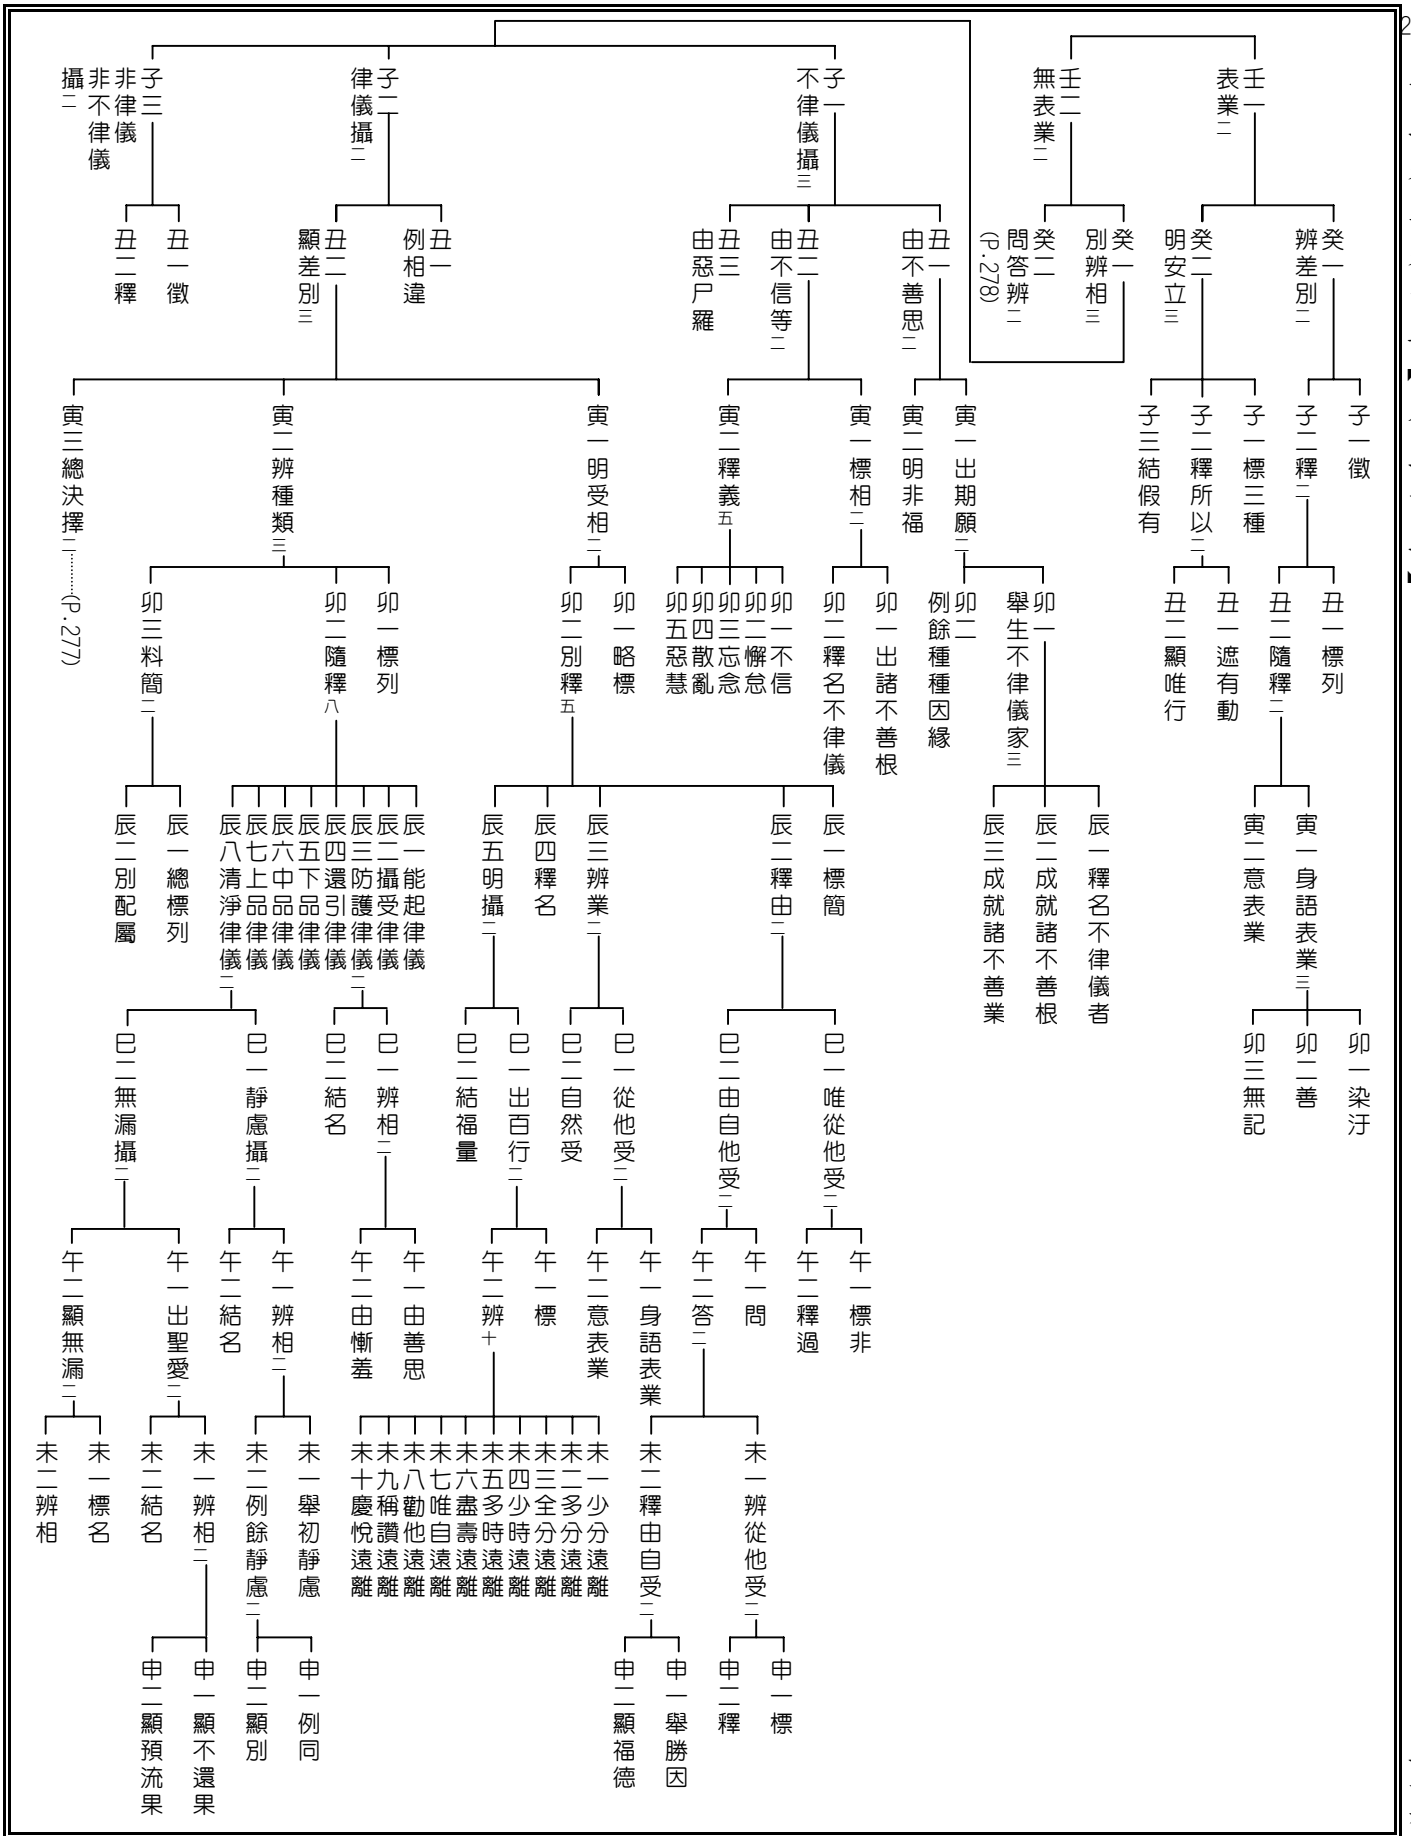 2
壬一
表業二
壬二
無表業二
子一
不律儀攝三
子二
律儀攝二
子三
非律儀
非不律儀
攝二
癸一
辨差別二
癸二
明安立三
癸一
別辨相三
癸二
問答辨二
(P.278)
丑一
由不善思二
丑二
由不信等二
丑三
由惡尸羅
丑一
例相違
丑二
顯差別三
丑一徵
丑二釋
子一徵
子二釋二
子一標三種
子二釋所以二
子三結假有
寅一出期願二
寅二明非福
寅一標相二
寅二釋義五
寅一明受相二
寅二辨種類三
寅三總決擇二(P.277)
丑一標列
丑二隨釋二
丑一遮有動
丑二顯唯行
卯一
舉生不律儀家三
卯二
例餘種種因緣
卯一出諸不善根
卯二釋名不律儀
卯一不信
卯二懈怠
卯三忘念
卯四散亂
卯五惡慧
卯一略標
卯二別釋五
卯一標列
卯二隨釋八
卯三料簡二
寅一身語表業三
寅二意表業
辰一釋名不律儀者
辰二成就諸不善根
辰三成就諸不善業
辰一標簡
辰二釋由二
辰三辨業二
辰四釋名
辰五明攝二
辰一能起律儀
辰二攝受律儀
辰三防護律儀二
辰四還引律儀
辰五下品律儀
辰六中品律儀
辰七上品律儀
辰八清淨律儀二
辰一總標列
辰二別配屬
卯一染汙
卯二善
卯三無記
巳一唯從他受二
巳二由自他受二
巳一從他受二
巳二自然受
巳一出百行二
巳二結福量
巳一辨相二
巳二結名
巳一靜慮攝二
巳二無漏攝二
午一標非
午二釋過
午一問
午二答二
午一身語表業
午二意表業
午一標
午二辨十
午一由善思
午二由慚羞
午一辨相二
午二結名
午一出聖愛二
午二顯無漏二
未一辨從他受二
未二釋由自受二
未一少分遠離
未二多分遠離
未三全分遠離
未四少時遠離
未五多時遠離
未六盡壽遠離
未七唯自遠離
未八勸他遠離
未九稱讚遠離
未十慶悅遠離
未一舉初靜慮
未二例餘靜慮二
未一辨相二
未二結名
未一標名
未二辨相
申一標
申二釋
申一舉勝因
申二顯福德
申一例同
申二顯別
申一顯不還果
申二顯預流果